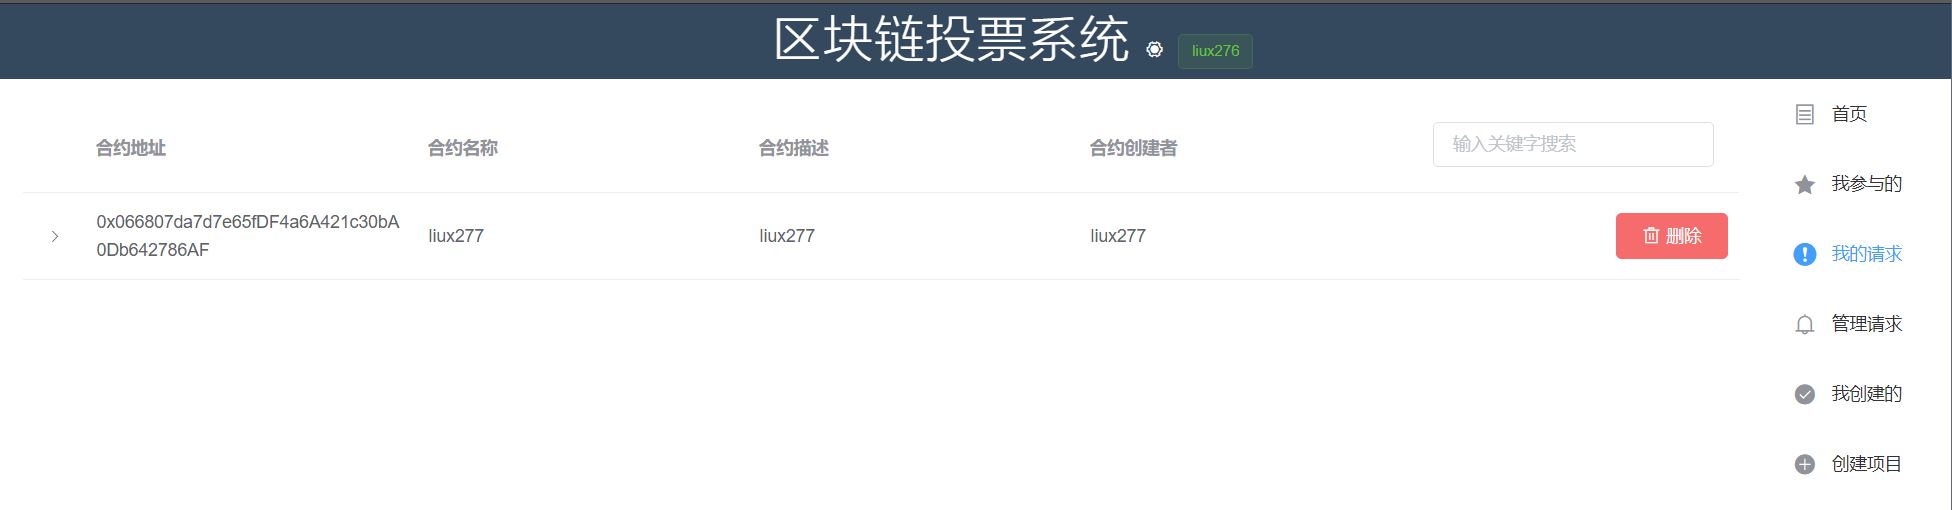 区块链投票系统 liux276
合约地址 合约名称 合约描述 合约创建者 输入关键字搜索
0x066807da7d7e65fDF4a6A421c30bA
0Db642786AF
liux277 liux277 liux277 删除
首页
我参与的
我的请求
管理请求
我创建的
创建项目